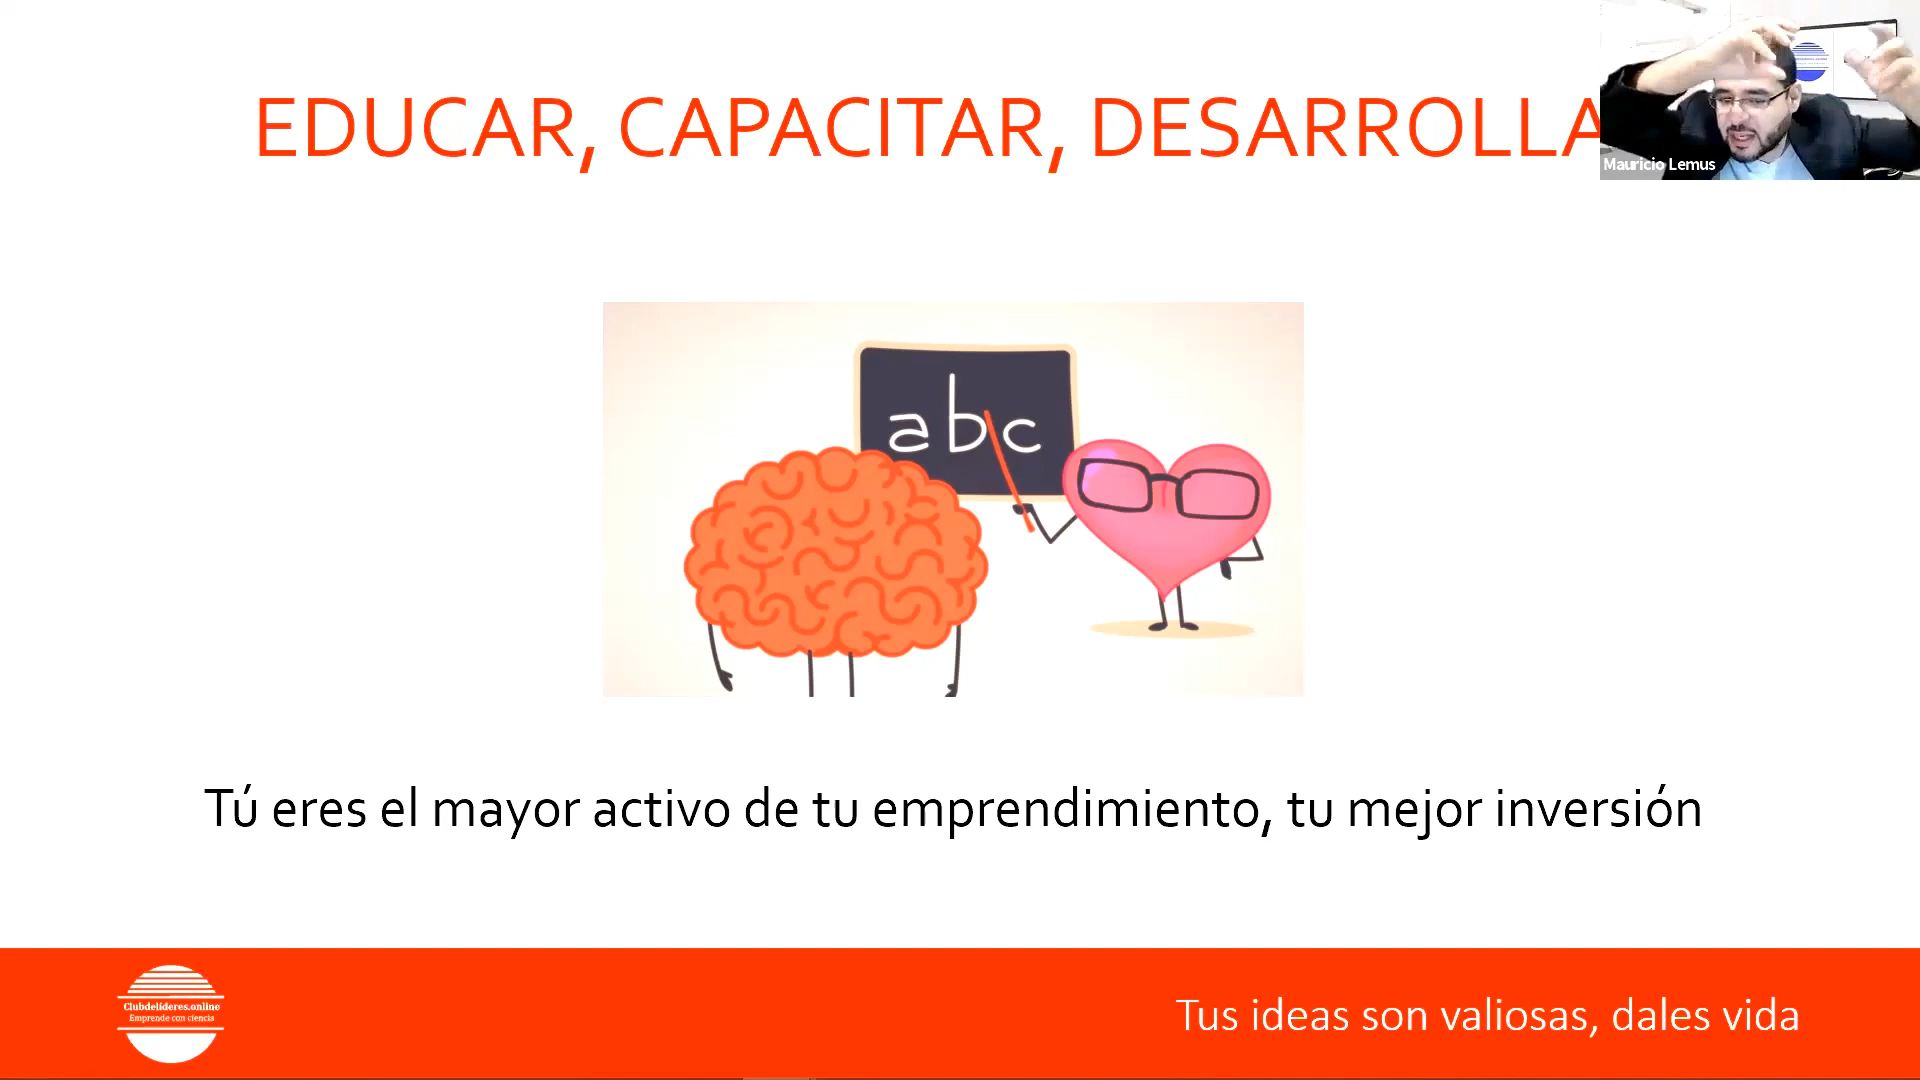 EDUCAR, CAPACITAR, DESARROLLA
Mauricio Lemus
abc
Tú eres el mayor activo de tu emprendimiento, tu mejor inversión
Clubdelideres.online
Emprende con ciencia
Tus ideas son valiosas, dales vida